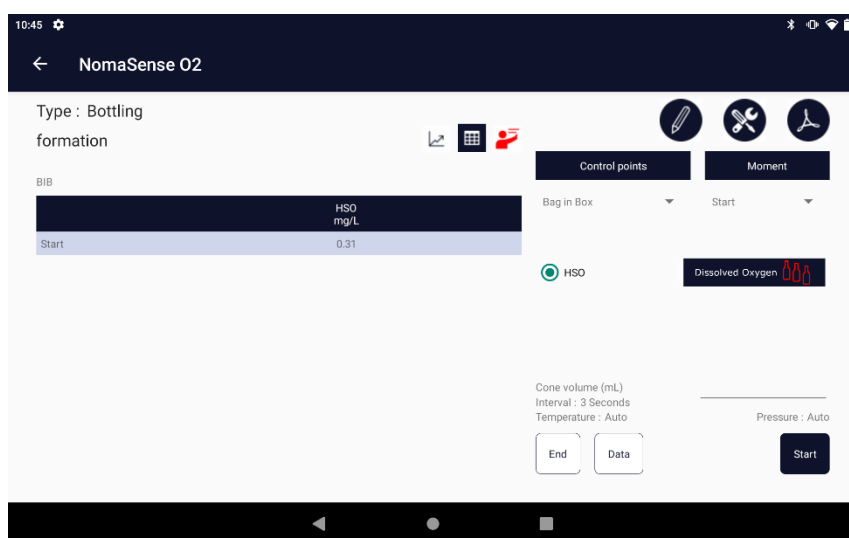 10:45
NomaSense O2
Type : Bottling
formation
BIB
HSO
mg/L
Start 0.31
Control points Moment
Bag in Box Start
HSO Dissolved Oxygen
Cone volume (mL)
Interval : 3 Seconds
Temperature : Auto Pressure : Auto
End Data Start